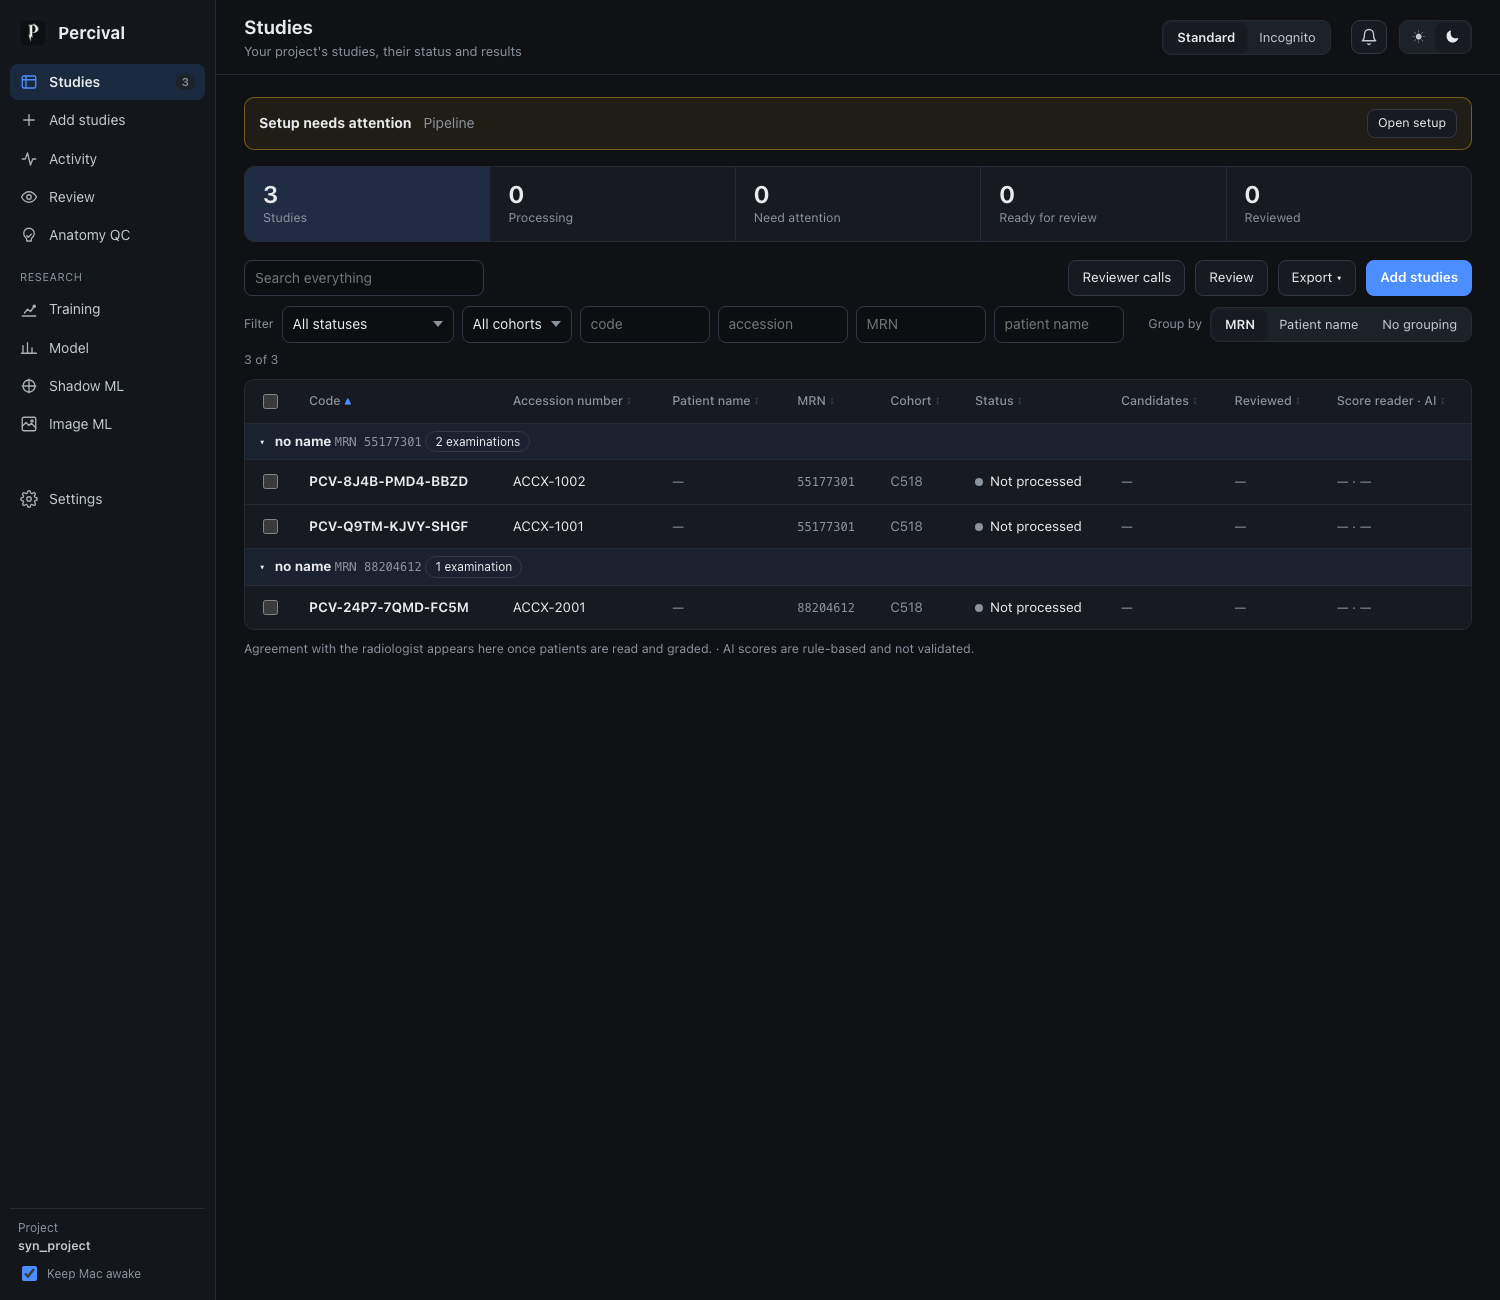 Percival
Studies 3
Add studies
Activity
Review
Anatomy QC
RESEARCH
Training
Model
Shadow ML
Image ML
Settings
Project
syn_project
Keep Mac awake
Studies
Your project's studies, their status and results
Standard Incognito
Setup needs attention Pipeline Open setup
3 0 0 0 0
Studies Processing Need attention Ready for review Reviewed
Search everything Reviewer calls Review Export Add studies
Filter All statuses All cohorts code accession MRN patient name Group by MRN Patient name No grouping
3 of 3
Code Accession number Patient name MRN Cohort Status Candidates Reviewed Score reader · AI
no name MRN 55177301 2 examinations
PCV-8J4B-PMD4-BBZD ACCX-1002 — 55177301 C518 Not processed — — — · —
PCV-Q9TM-KJVY-SHGF ACCX-1001 — 55177301 C518 Not processed — — — · —
no name MRN 88204612 1 examination
PCV-24P7-7QMD-FC5M ACCX-2001 — 88204612 C518 Not processed — — — · —
Agreement with the radiologist appears here once patients are read and graded. · AI scores are rule-based and not validated.